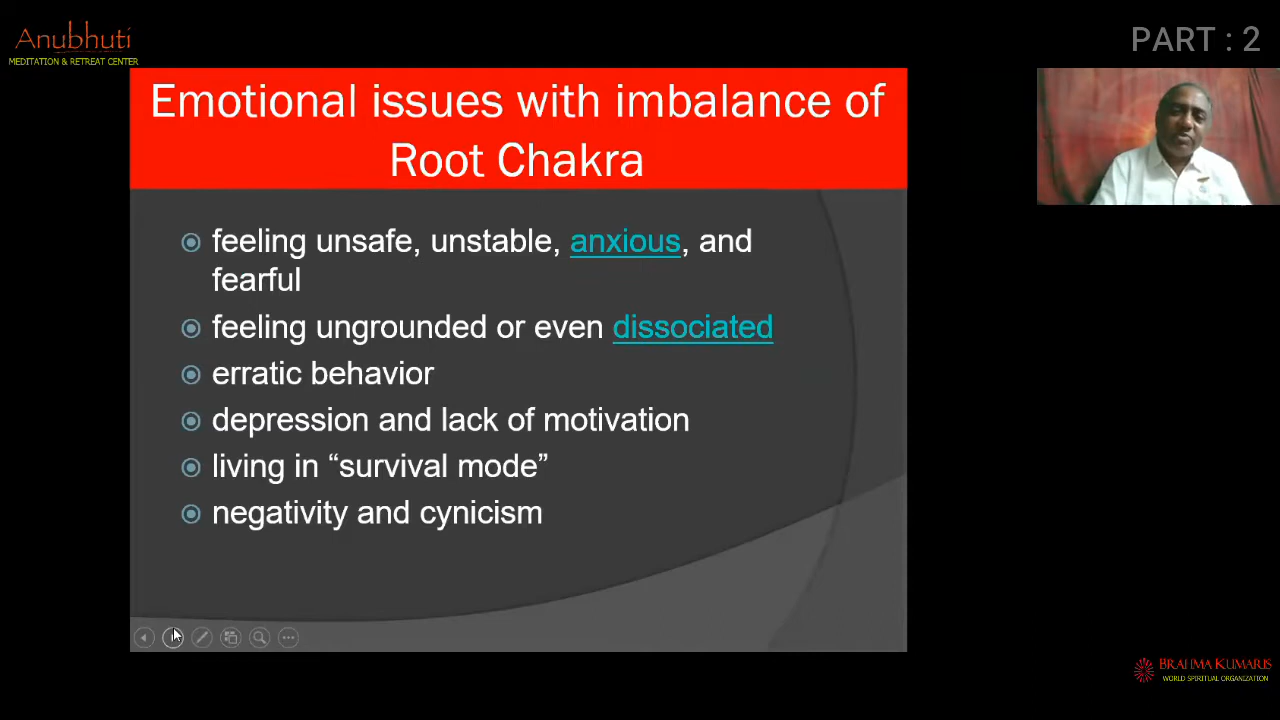 Anubhuti
MEDITATION & RETREAT CENTER
PART : 2
Emotional issues with imbalance of
Root Chakra
feeling unsafe, unstable, anxious, and
fearful
feeling ungrounded or even dissociated
erratic behavior
depression and lack of motivation
living in “survival mode”
negativity and cynicism
BRAHMA KUMARIS
WORLD SPIRITUAL ORGANIZATION